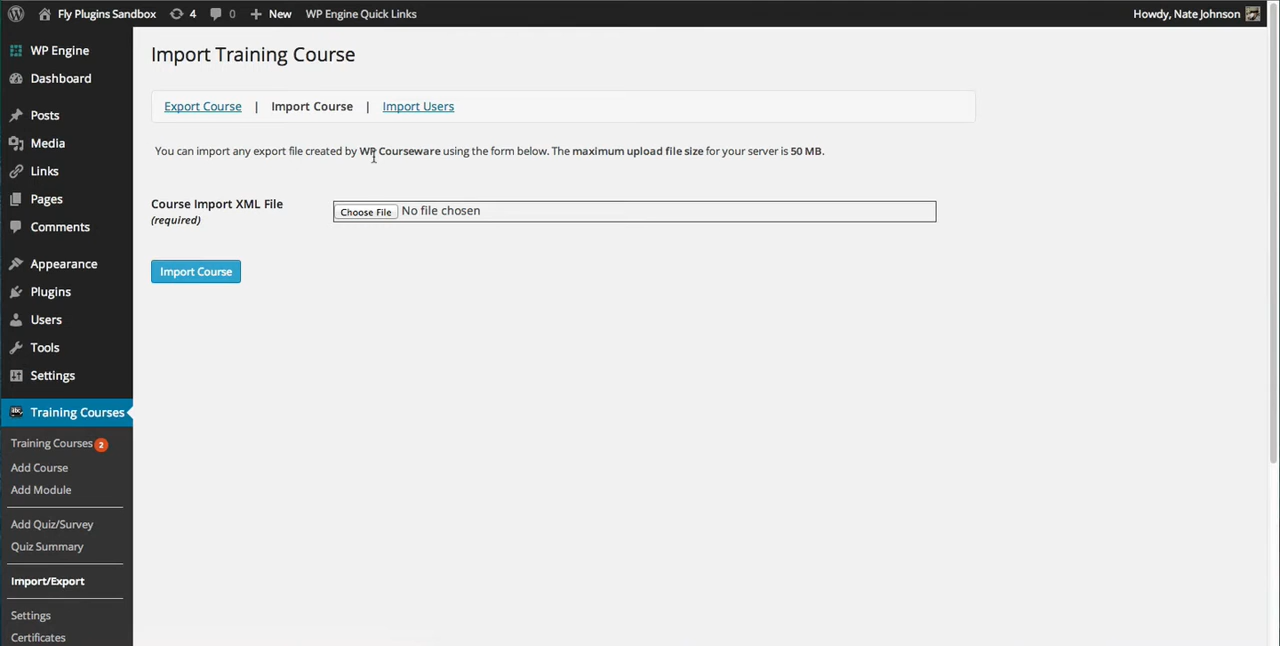 Fly Plugins Sandbox 4 0 New WP Engine Quick Links Howdy, Nate Johnson
WP Engine
Dashboard
Posts
Media
Links
Pages
Comments
Appearance
Plugins
Users
Tools
Settings
Training Courses
Training Courses 2
Add Course
Add Module
Add Quiz/Survey
Quiz Summary
Import/Export
Settings
Certificates
Import Training Course
Export Course | Import Course | Import Users
You can import any export file created by WP Courseware using the form below. The maximum upload file size for your server is 50 MB.
Course Import XML File
(required)
Choose File No file chosen
Import Course